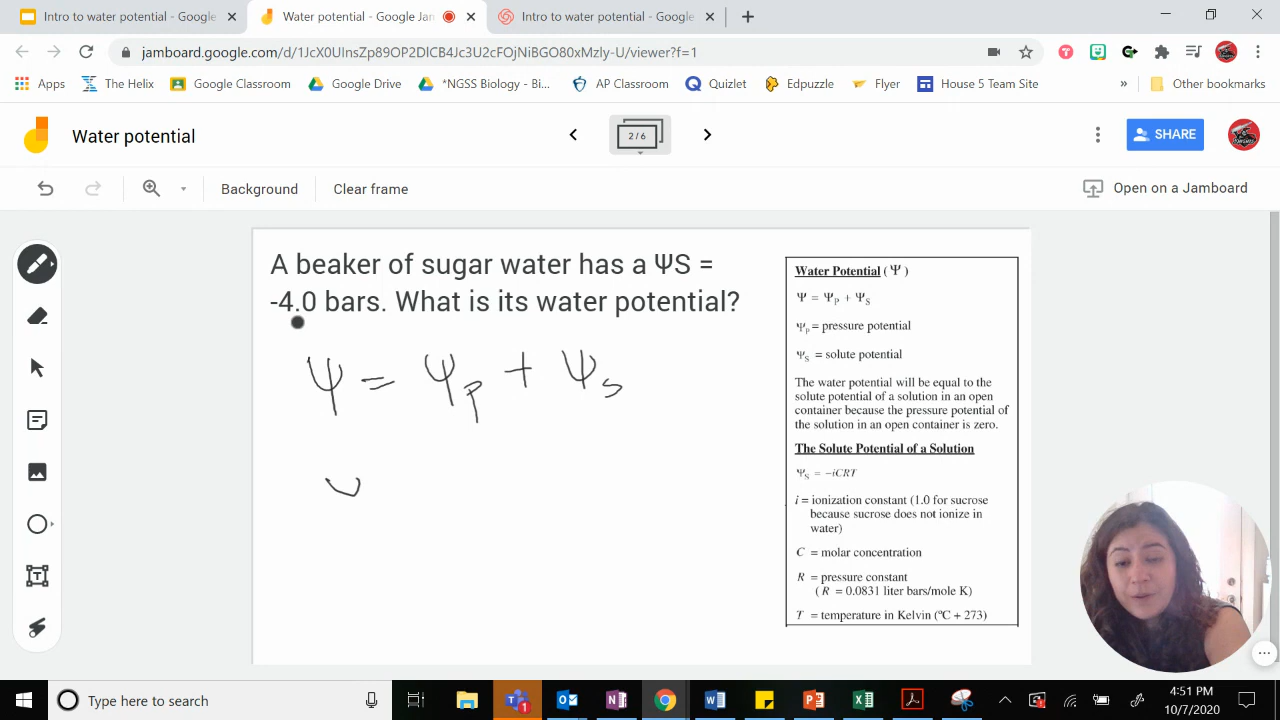 Intro to water potential - Google
Water potential - Google Jam
Intro to water potential - Google
jamboard.google.com/d/1JcX0UInsZp89OP2DlCB4Jc3U2cFOjNiBGO80xMzIy-U/viewer?f=1
Apps
The Helix
Google Classroom
Google Drive
*NGSS Biology - Bi...
AP Classroom
Quizlet
Edpuzzle
Flyer
House 5 Team Site
»
Other bookmarks
Water potential
2/6
SHARE
Background
Clear frame
Open on a Jamboard
A beaker of sugar water has a ΨS =
-4.0 bars. What is its water potential?
Ψ = Ψp + Ψs
Water Potential (Ψ)
Ψ = ΨP + ΨS
ΨP = pressure potential
ΨS = solute potential
The water potential will be equal to the
solute potential of a solution in an open
container because the pressure potential of
the solution in an open container is zero.
The Solute Potential of a Solution
ΨS = −iCRT
i = ionization constant (1.0 for sucrose
because sucrose does not ionize in
water)
C = molar concentration
R = pressure constant
( R = 0.0831 liter bars/mole K)
T = temperature in Kelvin (ºC + 273)
Type here to search
1
4:51 PM
10/7/2020